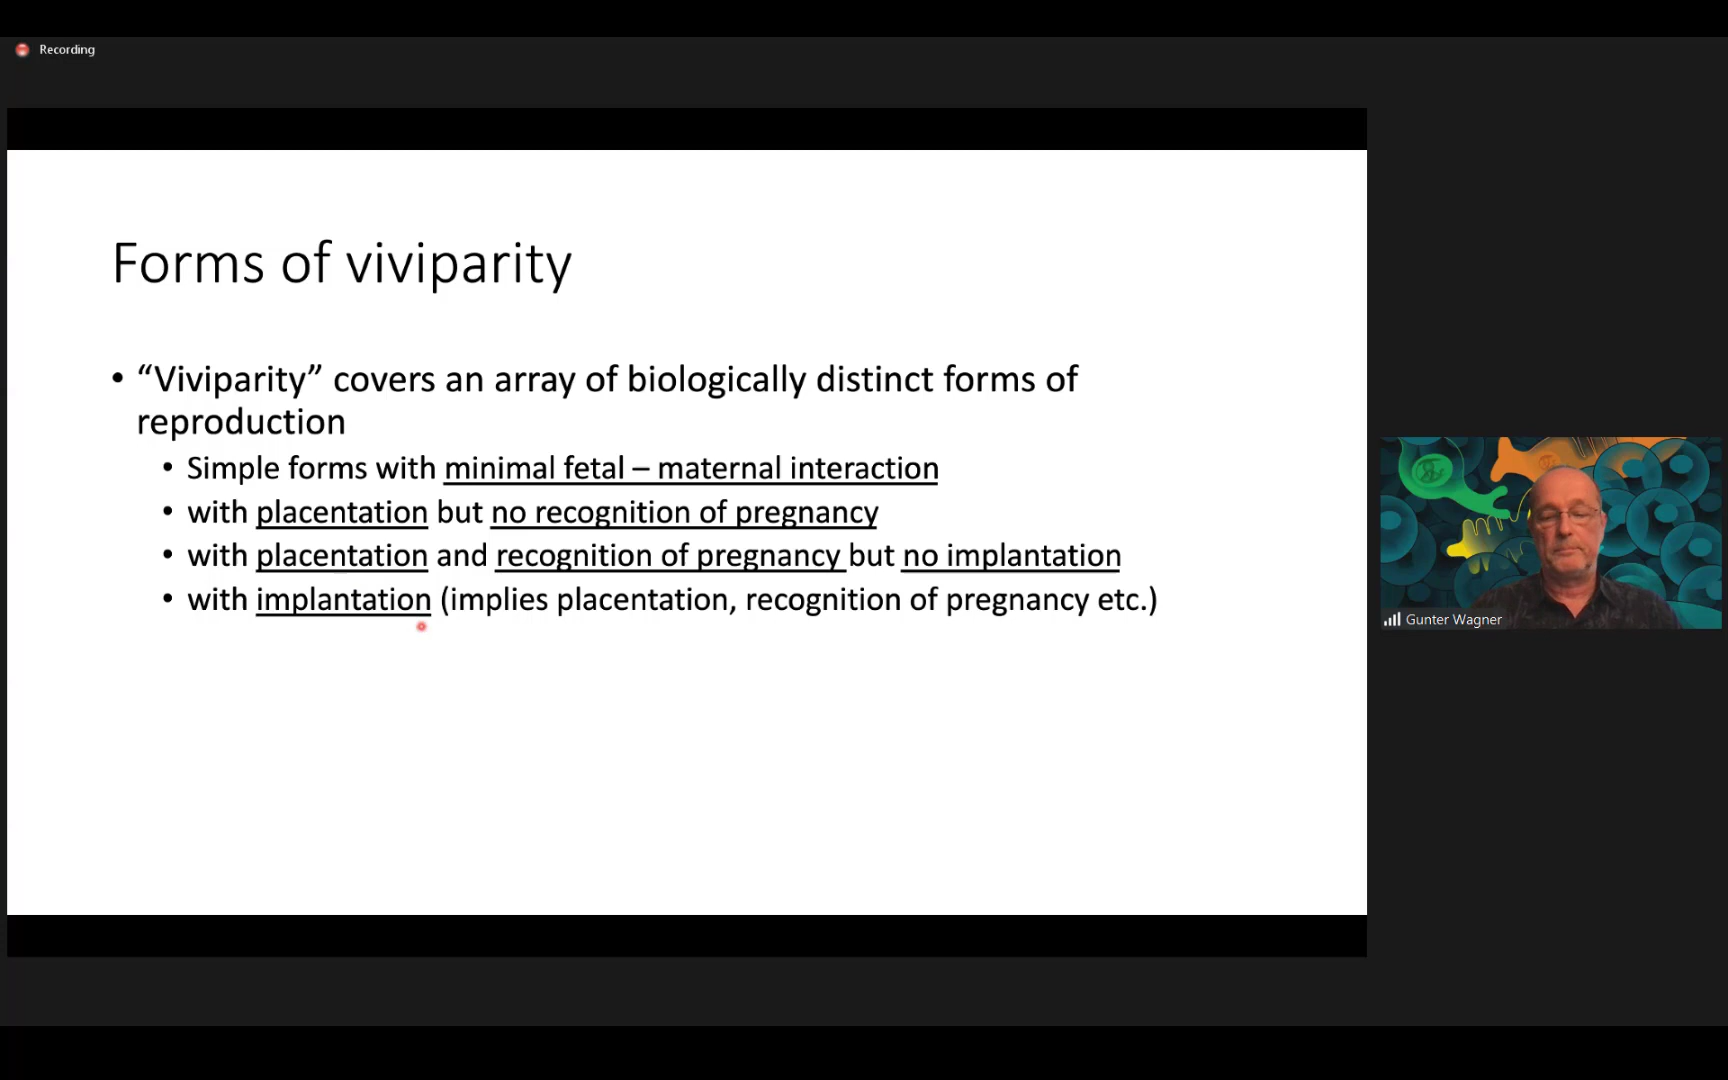 Recording
Forms of viviparity
• “Viviparity” covers an array of biologically distinct forms of
reproduction
• Simple forms with minimal fetal – maternal interaction
• with placentation but no recognition of pregnancy
• with placentation and recognition of pregnancy but no implantation
• with implantation (implies placentation, recognition of pregnancy etc.)
Gunter Wagner